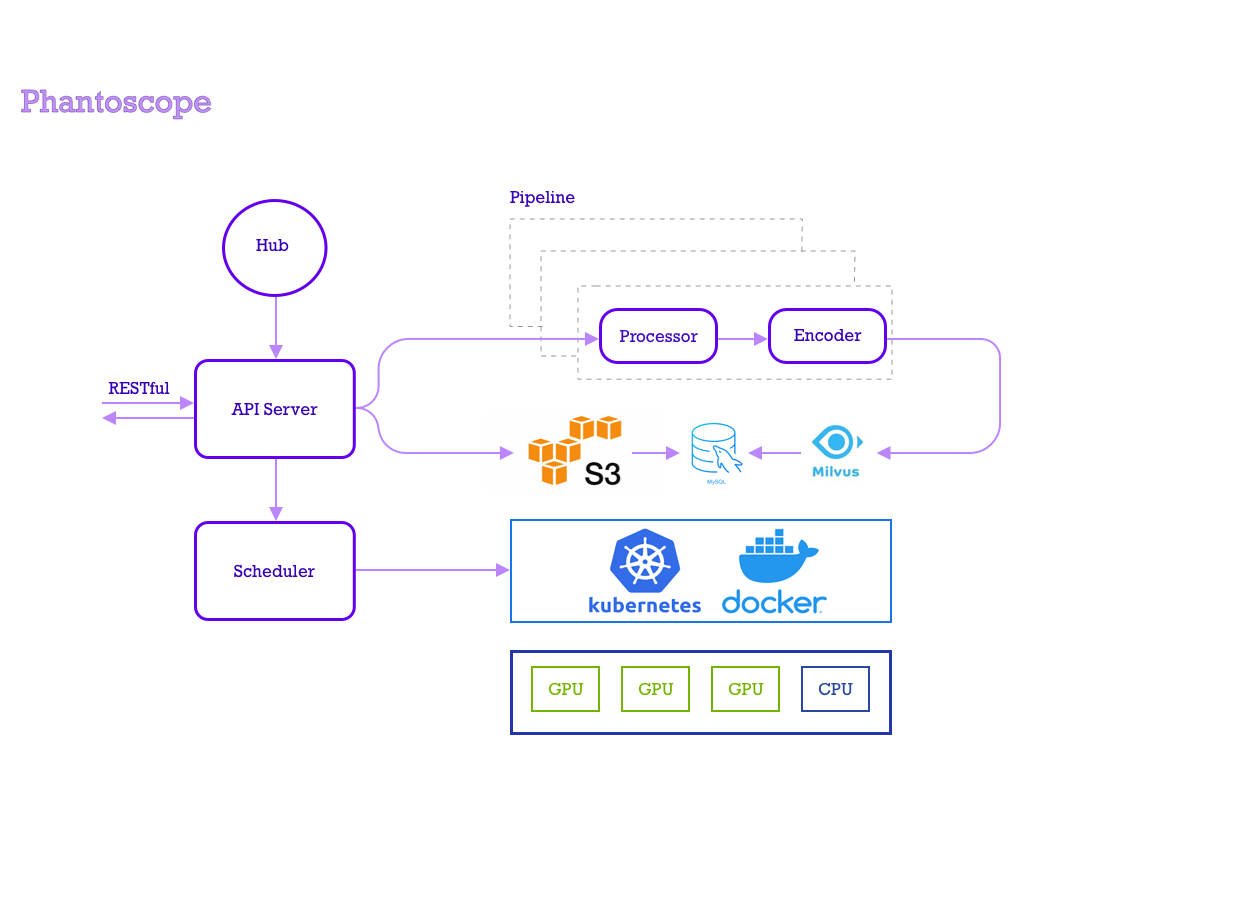 Phantoscope
Pipeline
Hub
Processor
Encoder
RESTful
API Server
S3
MySQL
Milvus
Scheduler
kubernetes
docker
GPU
GPU
GPU
CPU